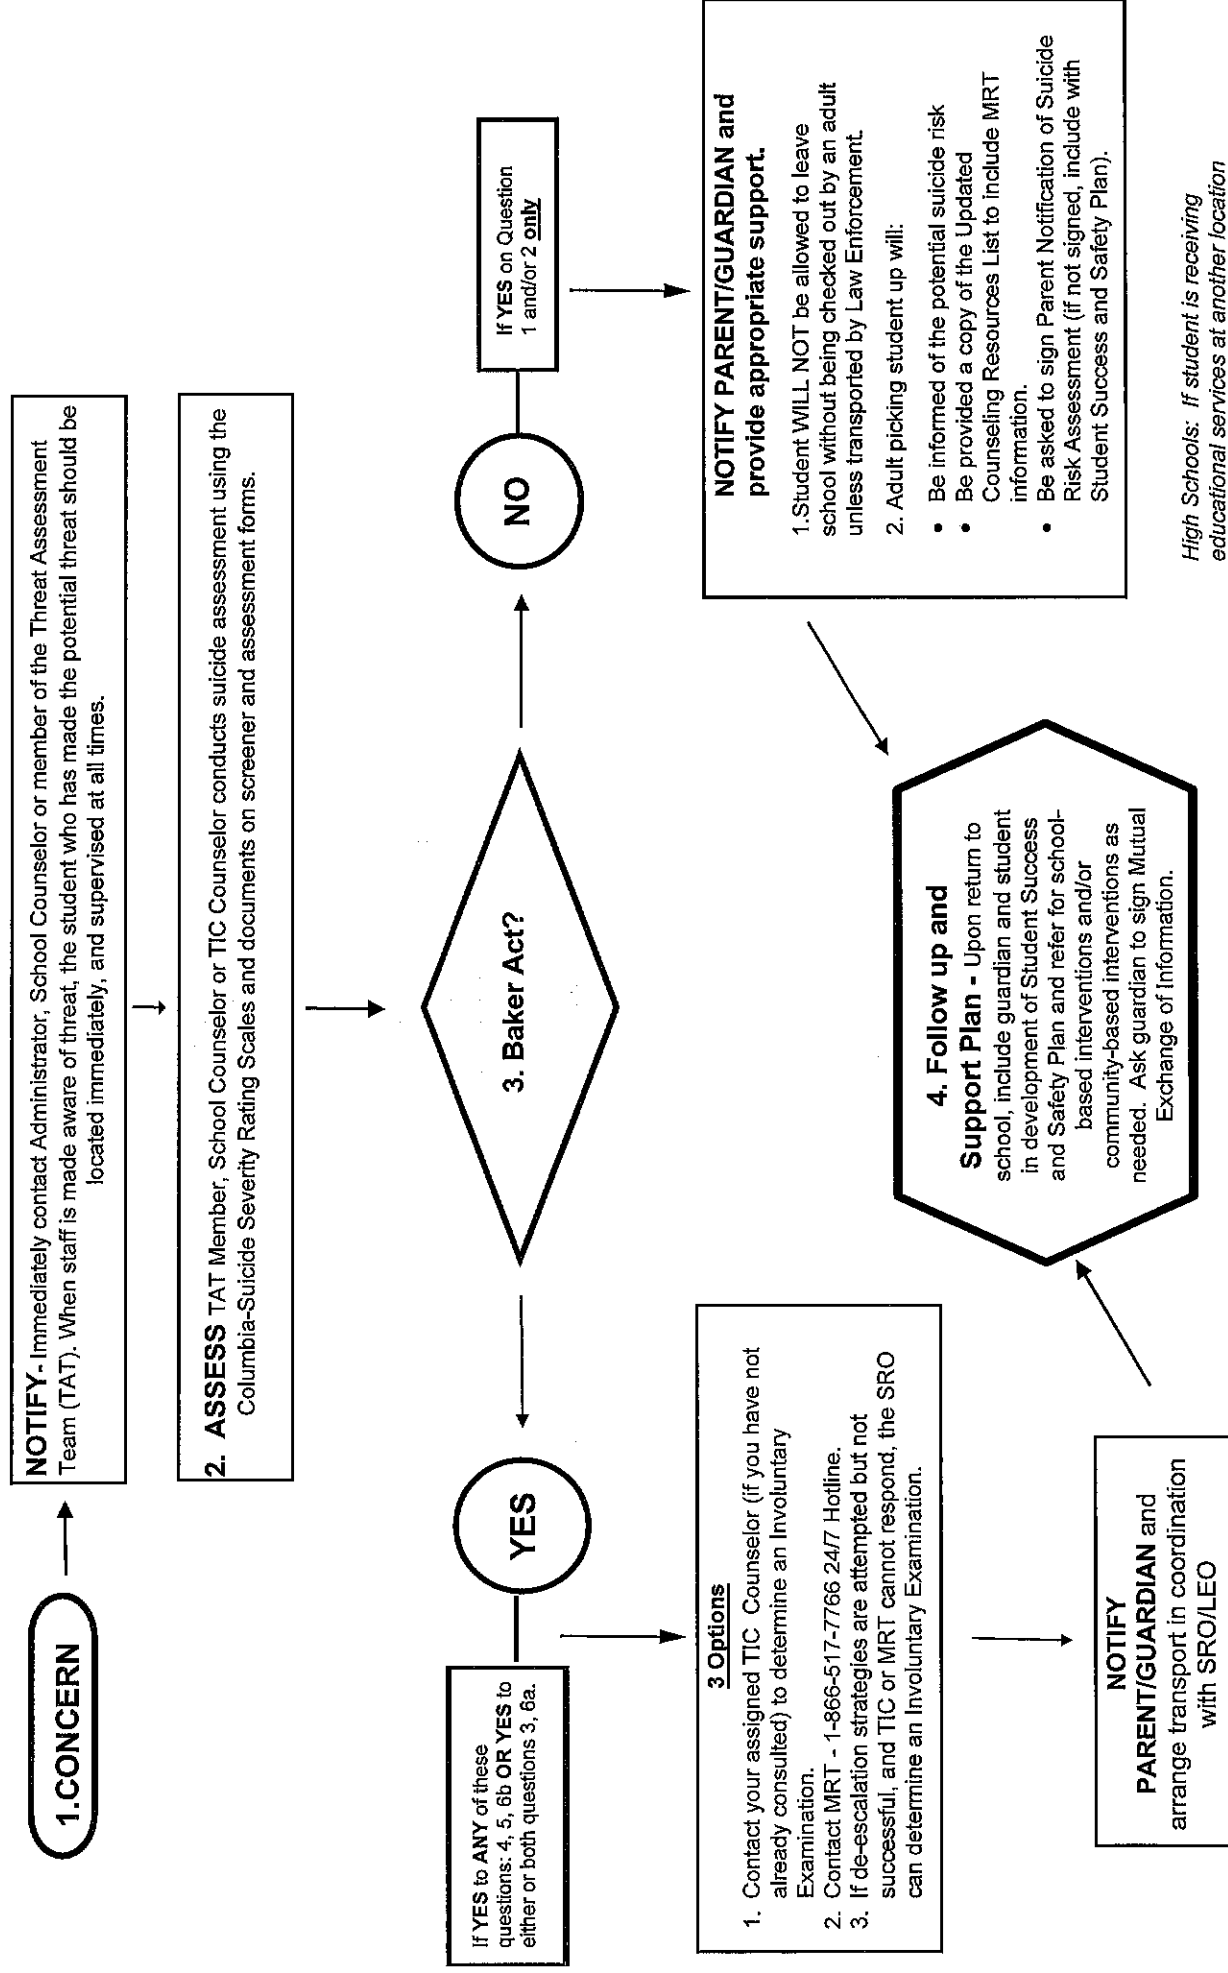 1.CONCERN
NOTIFY- Immediately contact Administrator, School Counselor or member of the Threat Assessment
Team (TAT). When staff is made aware of threat, the student who has made the potential threat should be
located immediately, and supervised at all times.
2. ASSESS TAT Member, School Counselor or TIC Counselor conducts suicide assessment using the
Columbia-Suicide Severity Rating Scales and documents on screener and assessment forms.
3. Baker Act?
YES
If YES to ANY of these
questions: 4, 5, 6b OR YES to
either or both questions 3, 6a.
NO
If YES on Question
1 and/or 2 only
3 Options
1. Contact your assigned TIC Counselor (if you have not
already consulted) to determine an Involuntary
Examination.
2. Contact MRT - 1-866-517-7766 24/7 Hotline.
3. If de-escalation strategies are attempted but not
successful, and TIC or MRT cannot respond, the SRO
can determine an Involuntary Examination.
NOTIFY
PARENT/GUARDIAN and
arrange transport in coordination
with SRO/LEO
NOTIFY PARENT/GUARDIAN and
provide appropriate support.
1.Student WILL NOT be allowed to leave
school without being checked out by an adult
unless transported by Law Enforcement.
2. Adult picking student up will:
• Be informed of the potential suicide risk
• Be provided a copy of the Updated
Counseling Resources List to include MRT
information.
• Be asked to sign Parent Notification of Suicide
Risk Assessment (if not signed, include with
Student Success and Safety Plan).
4. Follow up and
Support Plan - Upon return to
school, include guardian and student
in development of Student Success
and Safety Plan and refer for school-
based interventions and/or
community-based interventions as
needed. Ask guardian to sign Mutual
Exchange of Information.
High Schools: If student is receiving
educational services at another location